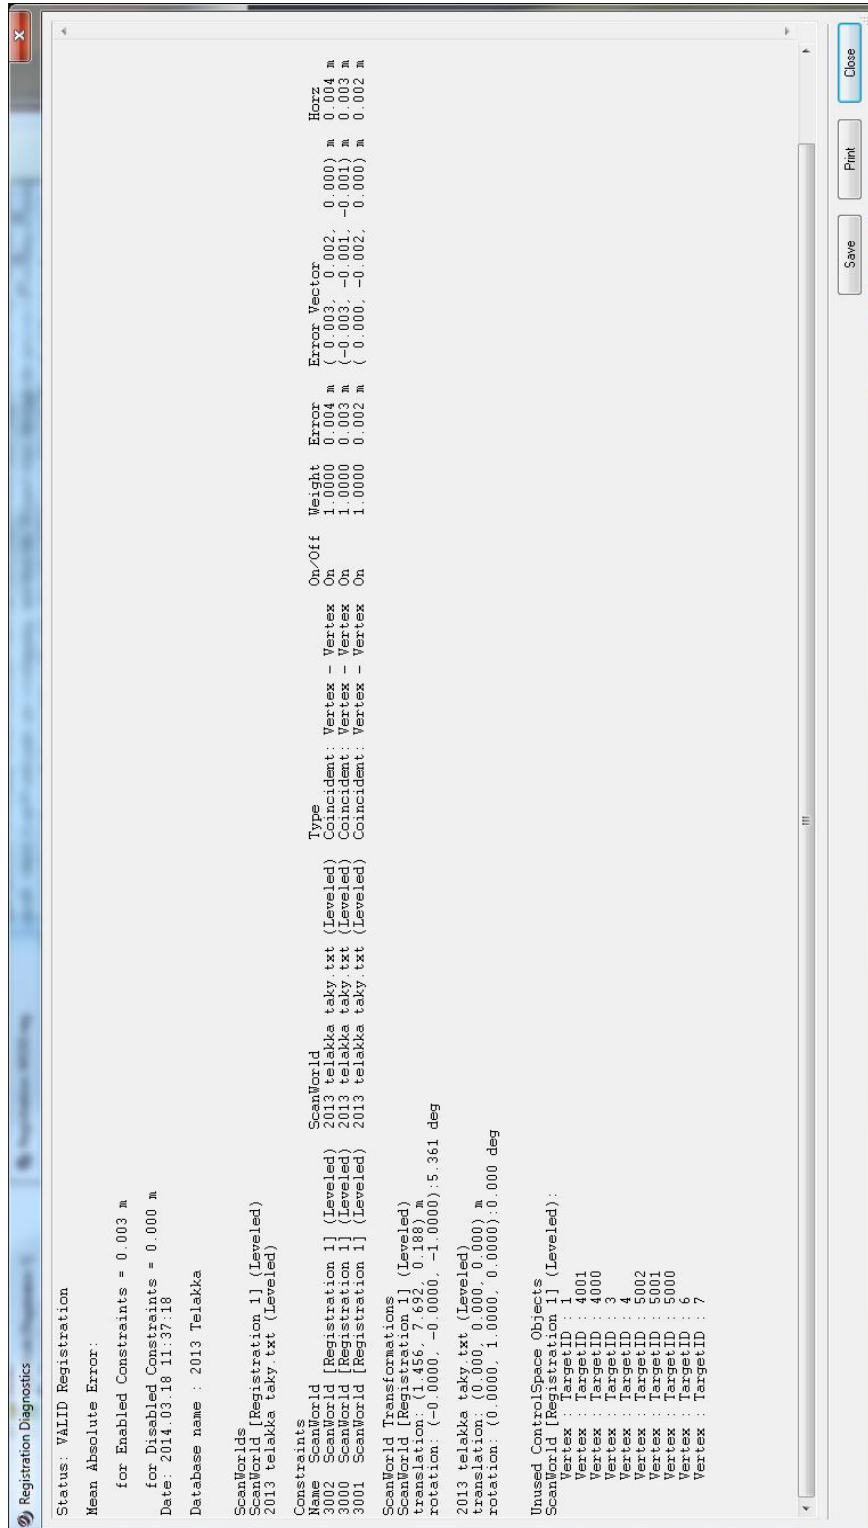 Registration Diagnostics
Status: VALID Registration
Mean Absolute Error:
for Enabled Constraints = 0.003 m
for Disabled Constraints = 0.000 m
Date: 2014.03.18 11:37:18
Database name : 2013 Telakka
ScanWorlds
ScanWorld [Registration 1] (Leveled)
2013 telakka taky.txt (Leveled)
Constraints
Name ScanWorld ScanWorld Type On/Off Weight Error Error Vector Horz
3002 ScanWorld [Registration 1] (Leveled) 2013 telakka taky.txt (Leveled) Coincident: Vertex - Vertex On 1.0000 0.004 m ( 0.003, 0.002, 0.000) m 0.004 m
3000 ScanWorld [Registration 1] (Leveled) 2013 telakka taky.txt (Leveled) Coincident: Vertex - Vertex On 1.0000 0.003 m (-0.003, -0.001, -0.001) m 0.003 m
3001 ScanWorld [Registration 1] (Leveled) 2013 telakka taky.txt (Leveled) Coincident: Vertex - Vertex On 1.0000 0.002 m ( 0.000, -0.002, 0.000) m 0.002 m
ScanWorld Transformations
ScanWorld [Registration 1] (Leveled)
translation: (1.456, 7.692, 0.188) m
rotation: (-0.0000, -0.0000, -1.0000):5.361 deg
2013 telakka taky.txt (Leveled)
translation: (0.000, 0.000, 0.000) m
rotation: (0.0000, 1.0000, 0.0000):0.000 deg
Unused ControlSpace Objects
ScanWorld [Registration 1] (Leveled):
Vertex : TargetID : 1
Vertex : TargetID : 4001
Vertex : TargetID : 4000
Vertex : TargetID : 3
Vertex : TargetID : 4
Vertex : TargetID : 5002
Vertex : TargetID : 5001
Vertex : TargetID : 5000
Vertex : TargetID : 6
Vertex : TargetID : 7
Save Print Close